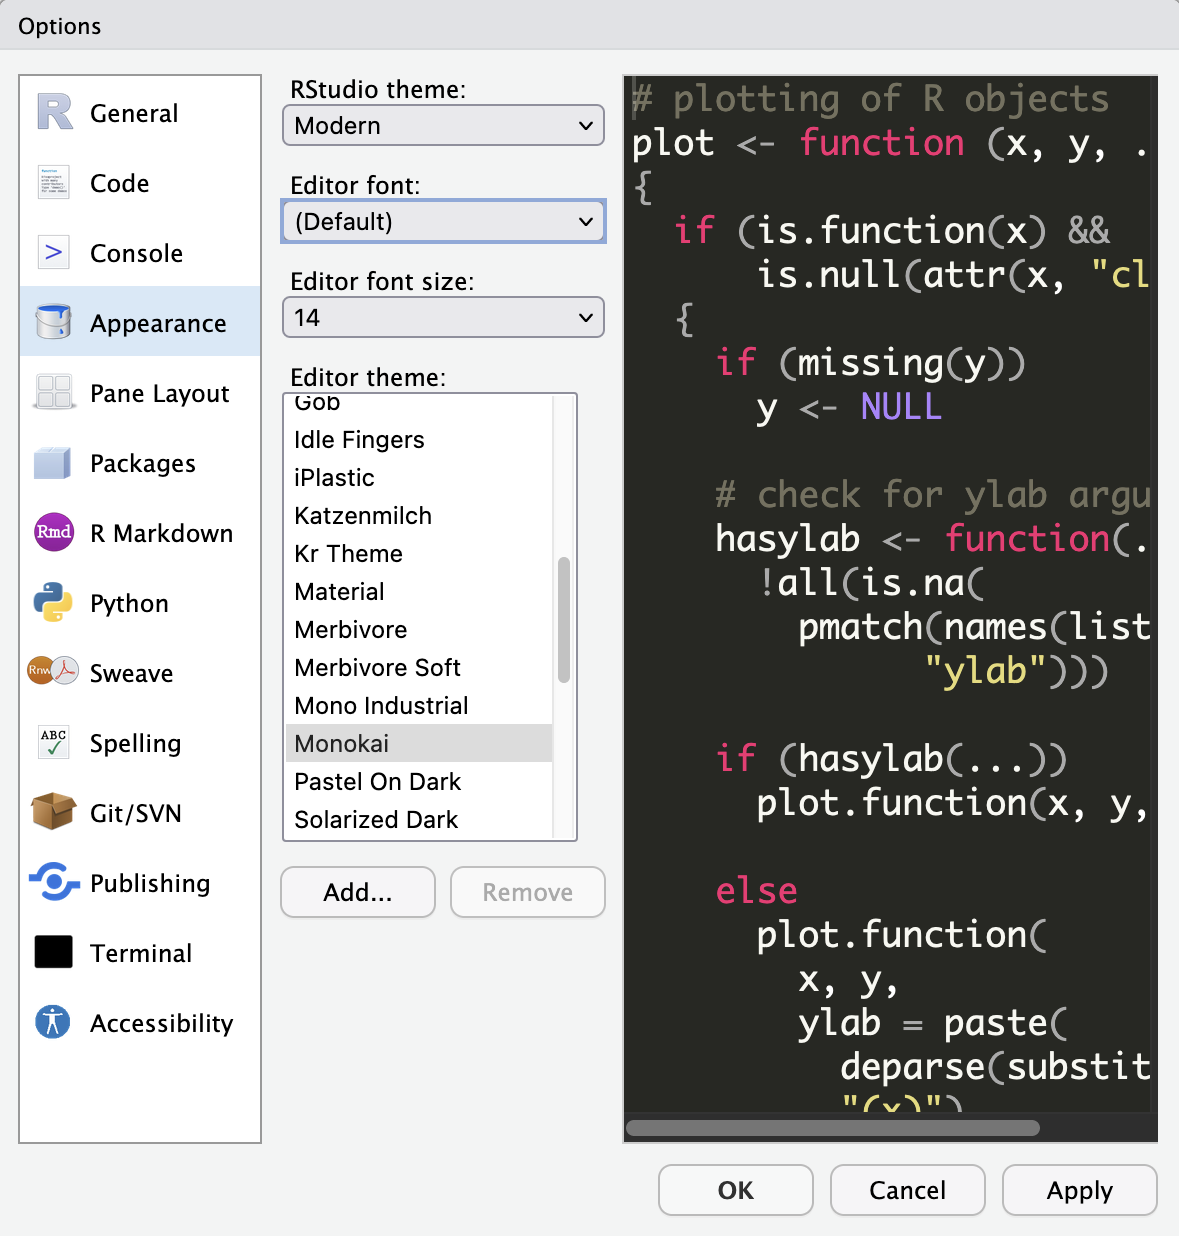 Options
General
Code
Console
Appearance
Pane Layout
Packages
Rmd R Markdown
Python
Rnw Sweave
ABC Spelling
Git/SVN
Publishing
Terminal
Accessibility
RStudio theme:
Modern
Editor font:
(Default)
Editor font size:
14
Editor theme:
Gob
Idle Fingers
iPlastic
Katzenmilch
Kr Theme
Material
Merbivore
Merbivore Soft
Mono Industrial
Monokai
Pastel On Dark
Solarized Dark
Add...
Remove
# plotting of R objects
plot <- function (x, y, .
{
  if (is.function(x) &&
      is.null(attr(x, "cl
  {
    if (missing(y))
      y <- NULL
    # check for ylab argu
    hasylab <- function(.
      !all(is.na(
        pmatch(names(list
              "ylab")))
    if (hasylab(...))
      plot.function(x, y,
    else
      plot.function(
        x, y,
        ylab = paste(
          deparse(substit
          "(x)")
OK
Cancel
Apply